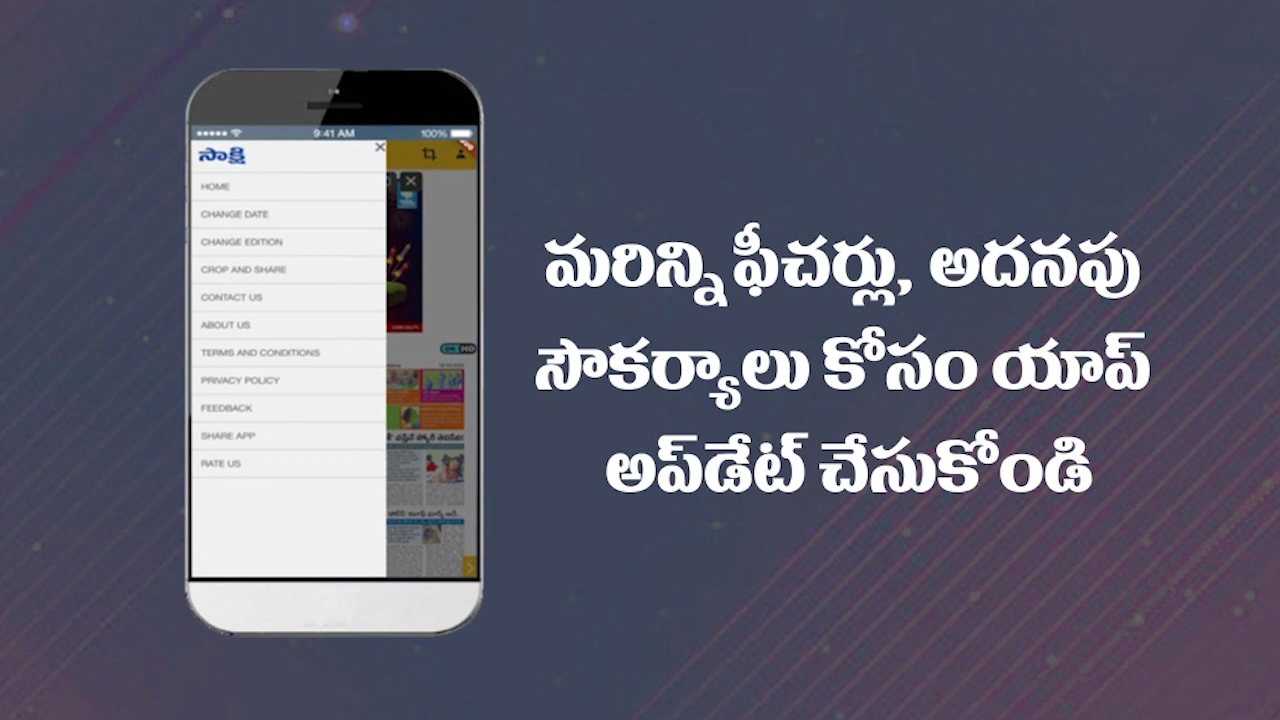 9:41 AM
100%
సాక్షి
HOME
CHANGE DATE
CHANGE EDITION
CROP AND SHARE
CONTACT US
ABOUT US
TERMS AND CONDITIONS
PRIVACY POLICY
FEEDBACK
SHARE APP
RATE US
HD
మరిన్ని ఫీచర్లు, అదనపు
సౌకర్యాలు కోసం యాప్
అప్‌డేట్ చేసుకోండి